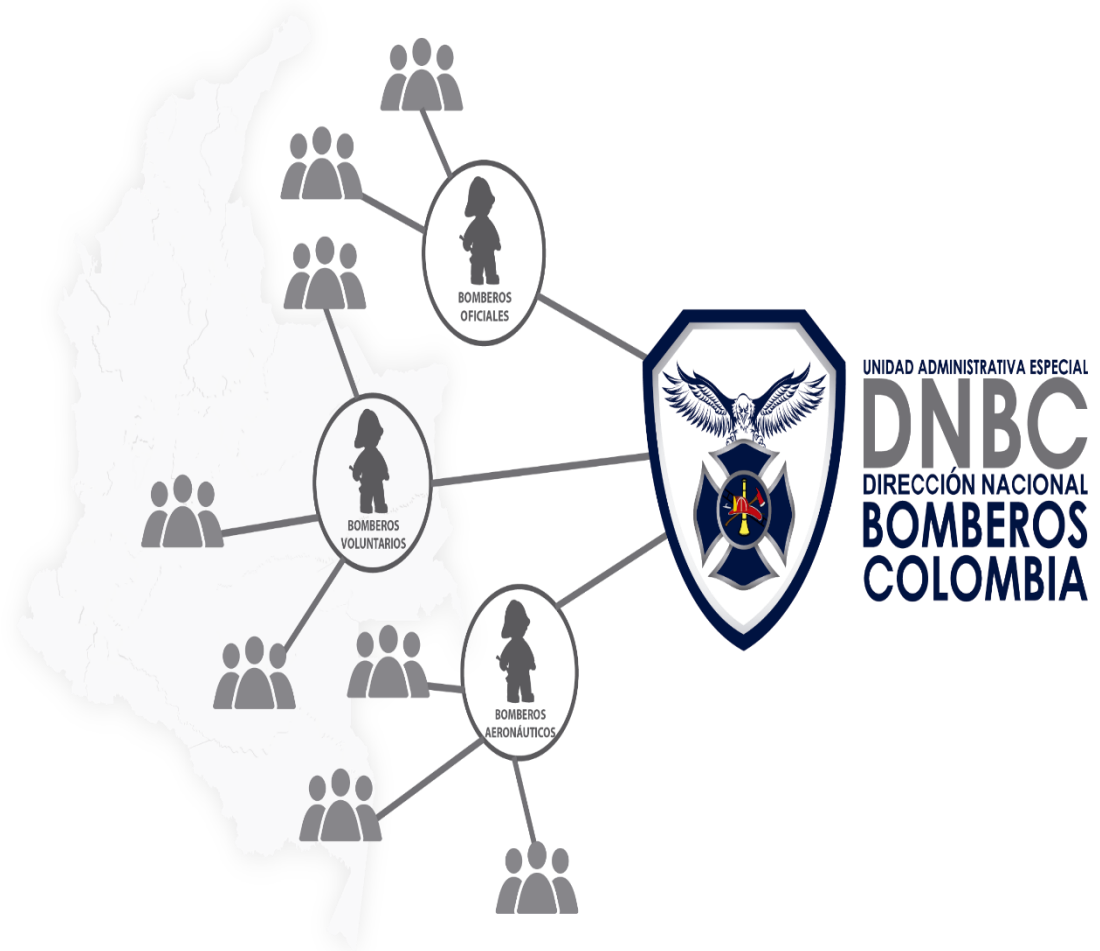 BOMBEROS
OFICIALES
BOMBEROS
VOLUNTARIOS
BOMBEROS
AERONÁUTICOS
UNIDAD ADMINISTRATIVA ESPECIAL
DNBC
DIRECCIÓN NACIONAL
BOMBEROS
COLOMBIA